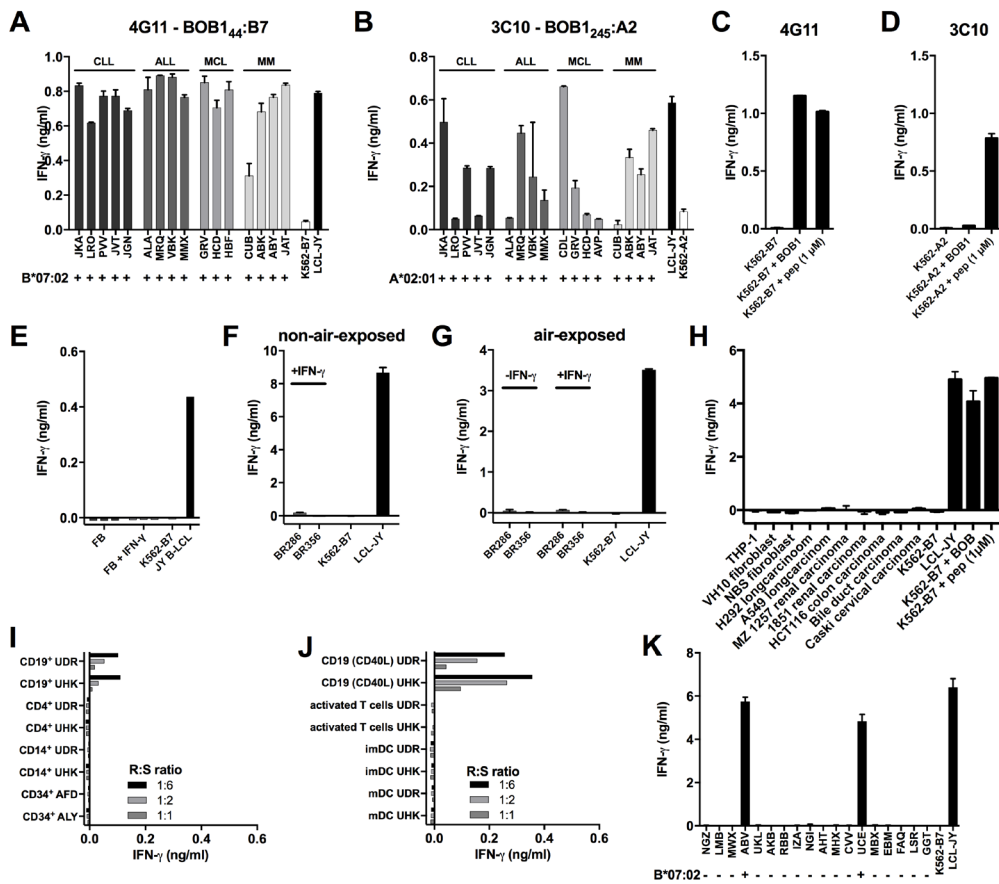 A
4G11 - BOB144:B7
CLL ALL MCL MM
IFN-γ (ng/ml)
1.0
0.8
0.6
0.4
0.2
0.0
JKA LRO PVV JVT JGN ALA MRQ VBK MMX GRV HCD HBF CUB ABK ABY JAT K562-B7 LCL-JY
B*07:02 + + + + + + + + + + + + + + + +
B
3C10 - BOB1245:A2
CLL ALL MCL MM
IFN-γ (ng/ml)
0.8
0.6
0.4
0.2
0.0
JKA LRO PVV JVT JGN ALA MRQ VBK MMX CDL GRV HCD AVP CUB ABK ABY JAT LCL-JY K562-A2
A*02:01 + + + + + + + + + + + + + + + + +
C
4G11
IFN-γ (ng/ml)
1.5
1.0
0.5
0.0
K562-B7
K562-B7 + BOB1
K562-B7 + pep (1 µM)
D
3C10
IFN-γ (ng/ml)
1.5
1.0
0.5
0.0
K562-A2
K562-A2 + BOB1
K562-A2 + pep (1 µM)
E
IFN-γ (ng/ml)
0.6
0.4
0.2
0.0
FB
FB + IFN-γ
K562-B7
JY B-LCL
F
non-air-exposed
+IFN-γ
IFN-γ (ng/ml)
10
8
6
4
2
0
BR286
BR356
K562-B7
LCL-JY
G
air-exposed
-IFN-γ +IFN-γ
IFN-γ (ng/ml)
4
3
2
1
0
BR286
BR356
BR286
BR356
K562-B7
LCL-JY
H
IFN-γ (ng/ml)
6
5
4
3
2
1
0
THP-1
VH10 fibroblast
NBS fibroblast
H292 longcarcinoom
A549 longcarcinom
MZ 1257 renal carcinoma
1851 renal carcinoma
HCT116 colon carcinoma
Bile duct carcinoma
Caski cervical carcinoma
K562-B7
LCL-JY
K562-B7 + BOB
K562-B7 + pep (1µM)
I
CD19+ UDR
CD19+ UHK
CD4+ UDR
CD4+ UHK
CD14+ UDR
CD14+ UHK
CD34+ AFD
CD34+ ALY
R:S ratio
1:6
1:2
1:1
0.0 0.2 0.4 0.6
IFN-γ (ng/ml)
J
CD19 (CD40L) UDR
CD19 (CD40L) UHK
activated T cells UDR
activated T cells UHK
imDC UDR
imDC UHK
mDC UDR
mDC UHK
R:S ratio
1:6
1:2
1:1
0.0 0.2 0.4 0.6
IFN-γ (ng/ml)
K
IFN-γ (ng/ml)
8
6
4
2
0
NGZ LMB MWX ABV UKL AKB RBB IZA NGI AHT MHX CVV UCE MBX EBM FAQ LSR GGT K562-B7 LCL-JY
B*07:02 - - - + - - - - - - - - + - - - - -